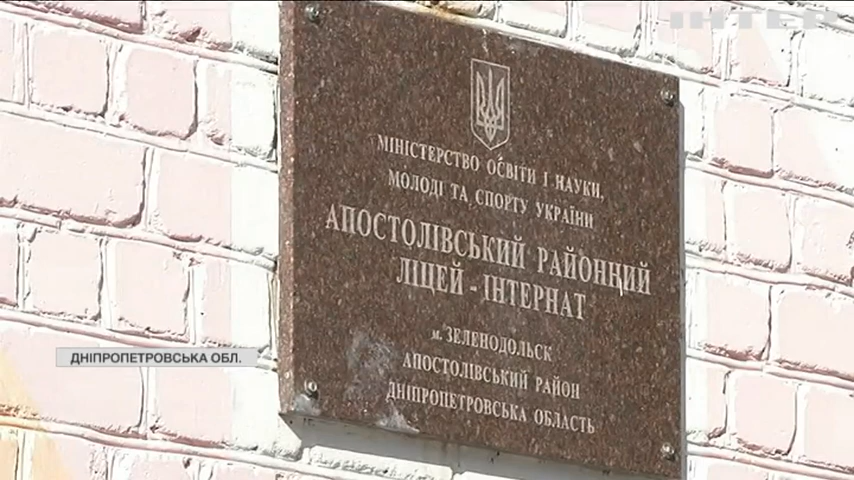 ІНТЕР
МІНІСТЕРСТВО ОСВІТИ І НАУКИ,
МОЛОДІ ТА СПОРТУ УКРАЇНИ
АПОСТОЛІВСЬКИЙ РАЙОННИЙ
ЛІЦЕЙ - ІНТЕРНАТ
м. ЗЕЛЕНОДОЛЬСК
АПОСТОЛІВСЬКИЙ РАЙОН
ДНІПРОПЕТРОВСЬКА ОБЛАСТЬ
ДНІПРОПЕТРОВСЬКА ОБЛ.